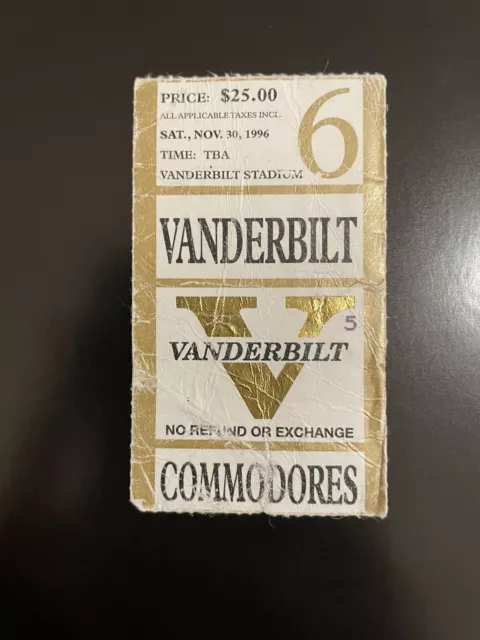 PRICE: $25.00
ALL APPLICABLE TAXES INCL.
SAT., NOV. 30, 1996
TIME: TBA
VANDERBILT STADIUM
6
VANDERBILT
V
5
VANDERBILT
NO REFUND OR EXCHANGE
COMMODORES